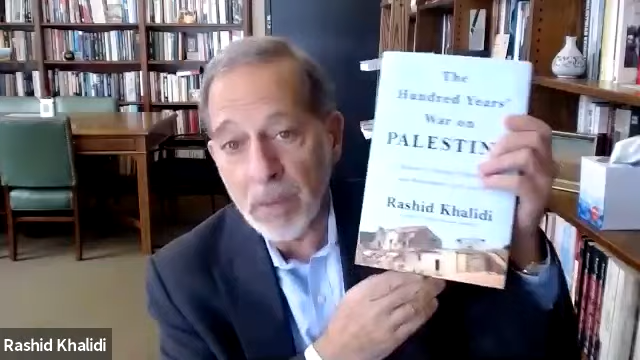 The
Hundred Years'
War on
PALESTIN
Rashid Khalidi
Rashid Khalidi